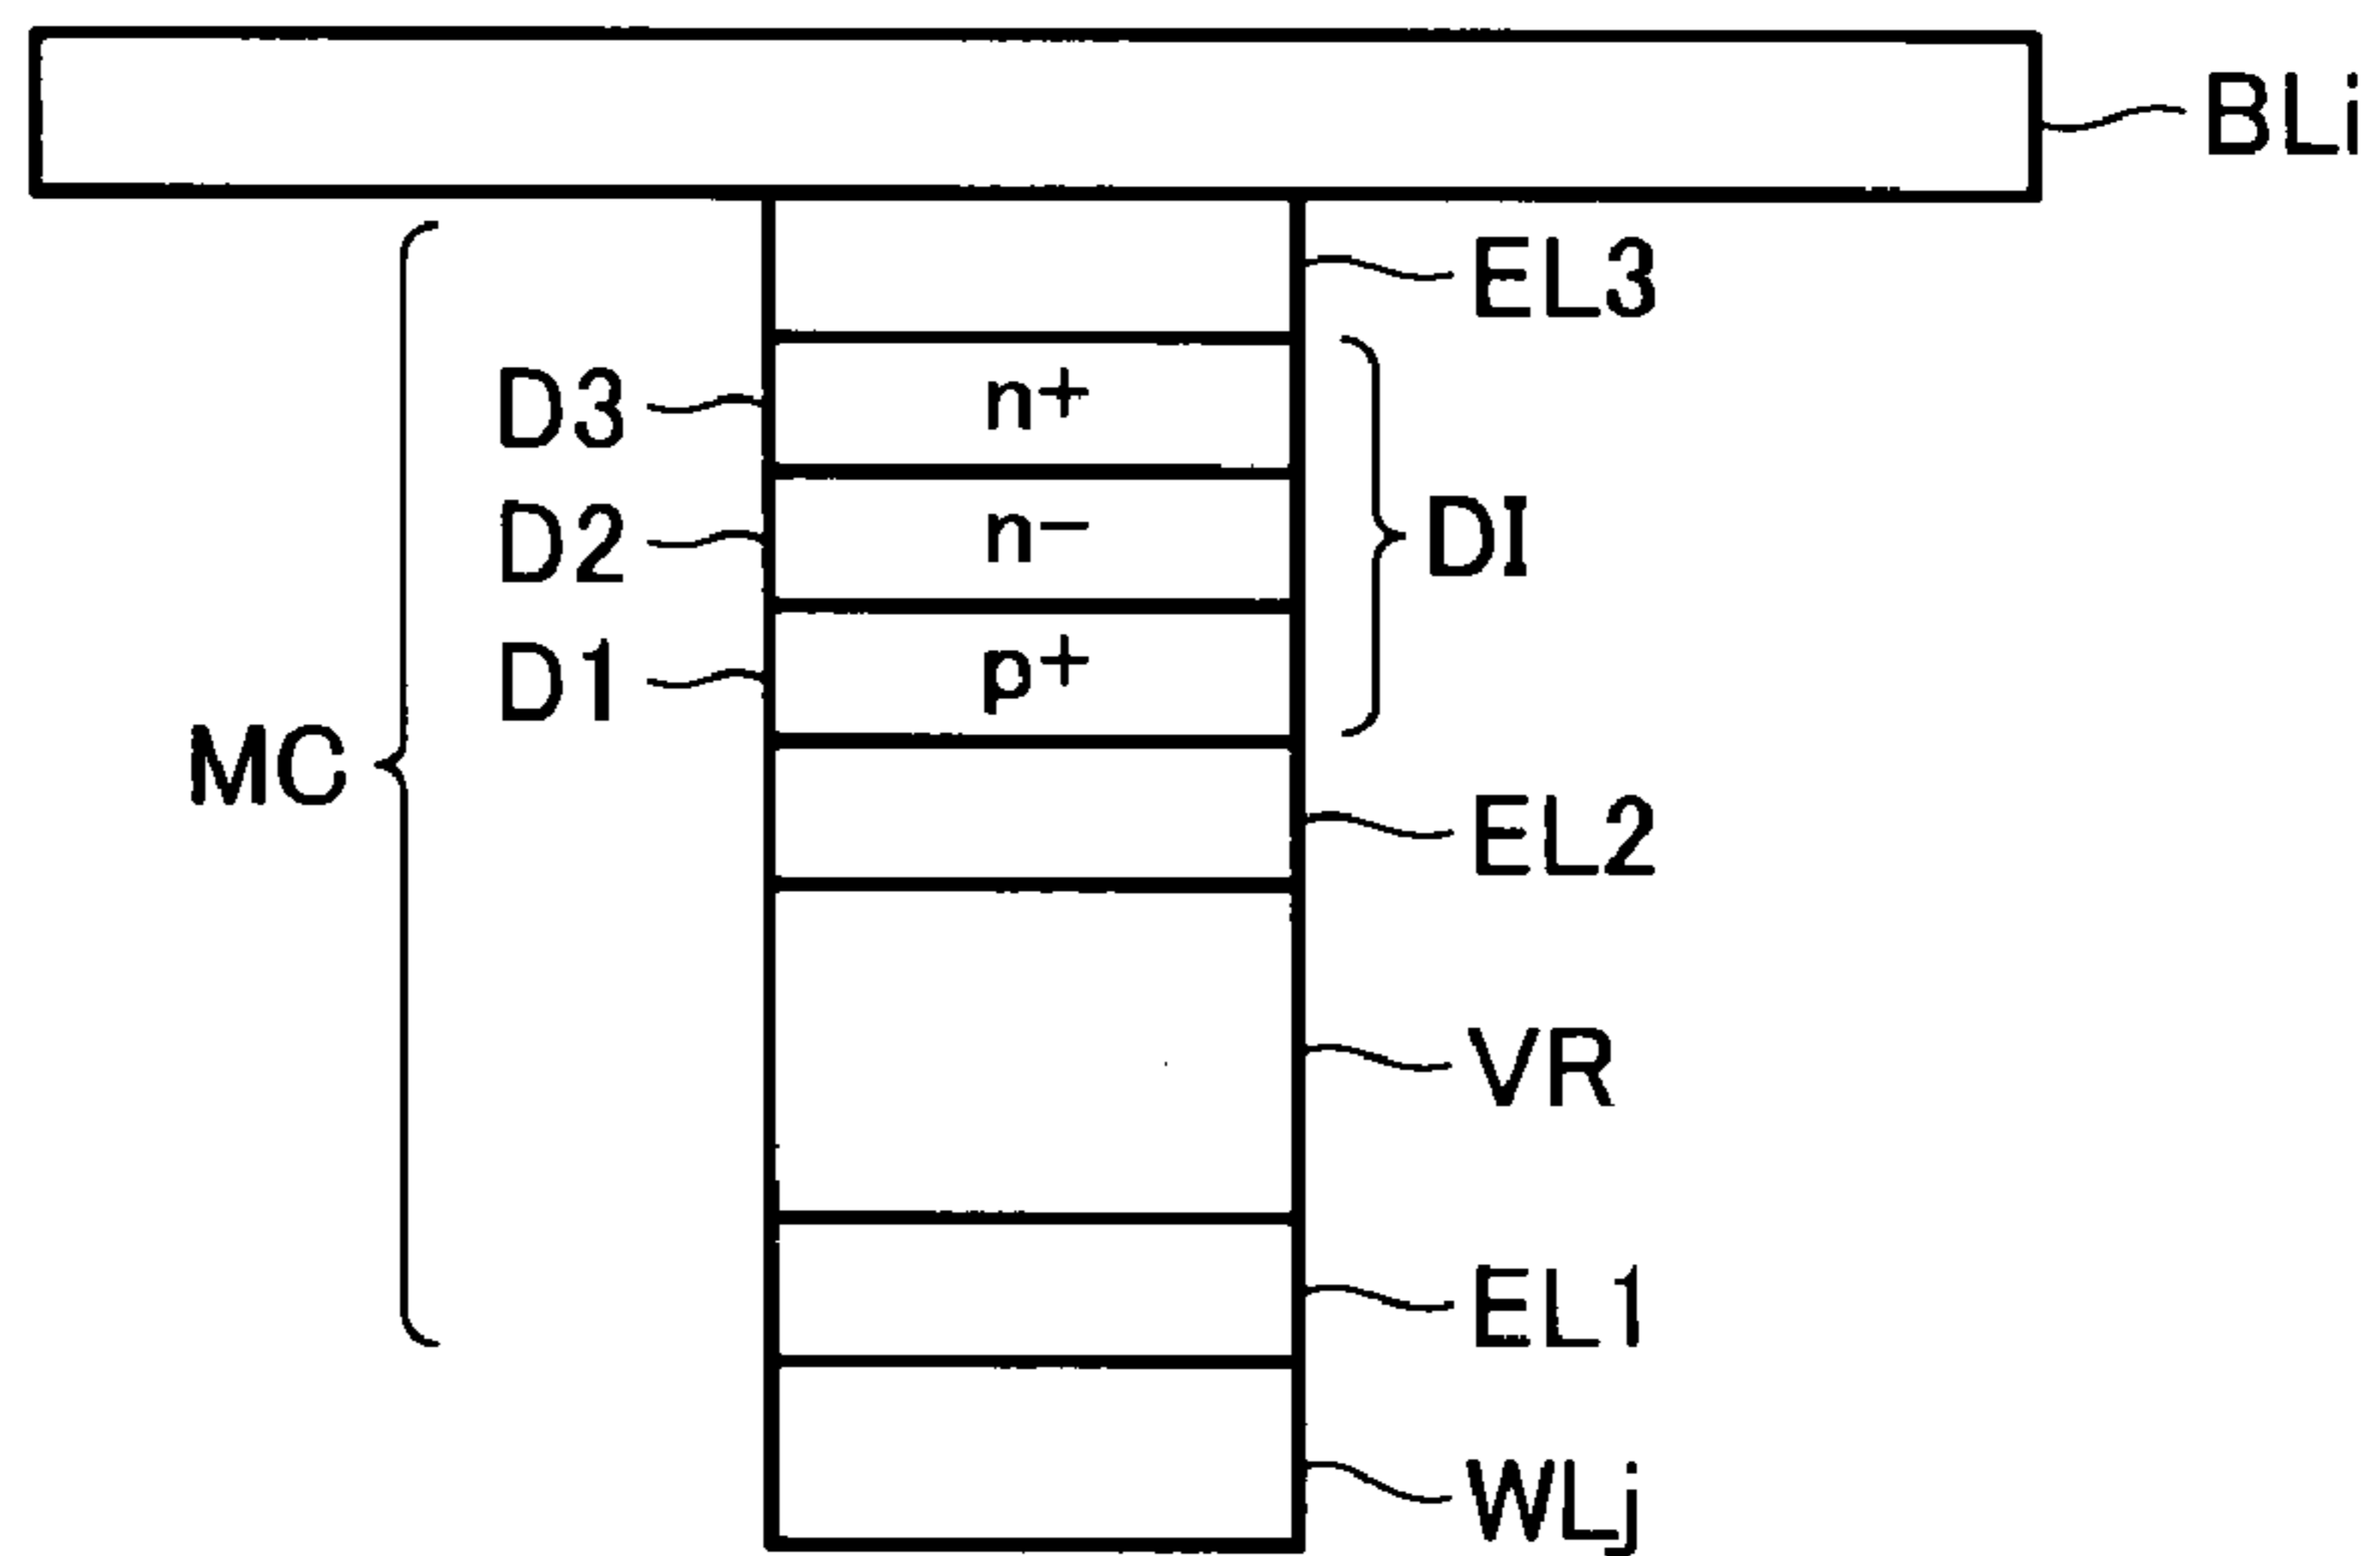 BLi
EL3
D3 n+
D2 n− DI
D1 p+
MC
EL2
VR
EL1
WLj